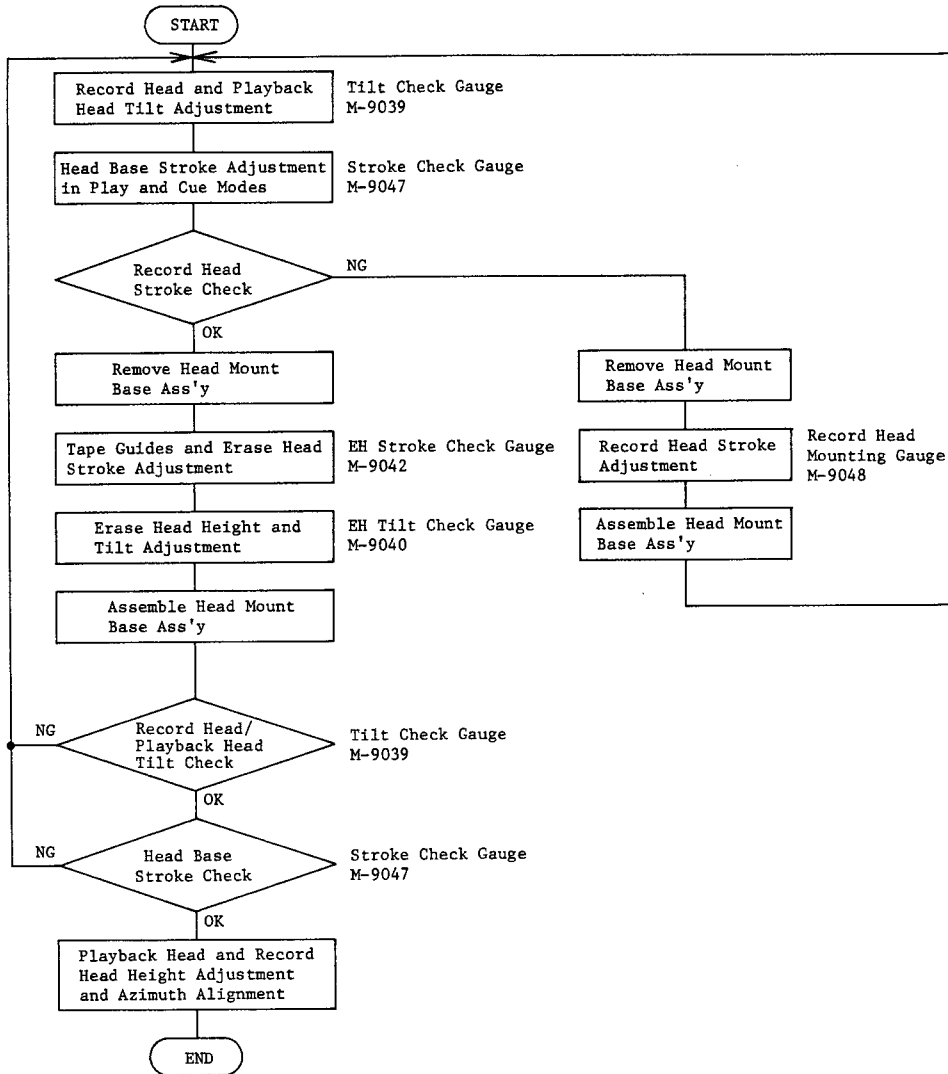 START
Record Head and Playback
Head Tilt Adjustment
Tilt Check Gauge
M-9039
Head Base Stroke Adjustment
in Play and Cue Modes
Stroke Check Gauge
M-9047
Record Head
Stroke Check
NG
OK
Remove Head Mount
Base Ass'y
Tape Guides and Erase Head
Stroke Adjustment
EH Stroke Check Gauge
M-9042
Erase Head Height and
Tilt Adjustment
EH Tilt Check Gauge
M-9040
Assemble Head Mount
Base Ass'y
Remove Head Mount
Base Ass'y
Record Head Stroke
Adjustment
Record Head
Mounting Gauge
M-9048
Assemble Head Mount
Base Ass'y
NG
Record Head/
Playback Head
Tilt Check
Tilt Check Gauge
M-9039
OK
NG
Head Base
Stroke Check
Stroke Check Gauge
M-9047
OK
Playback Head and Record
Head Height Adjustment
and Azimuth Alignment
END